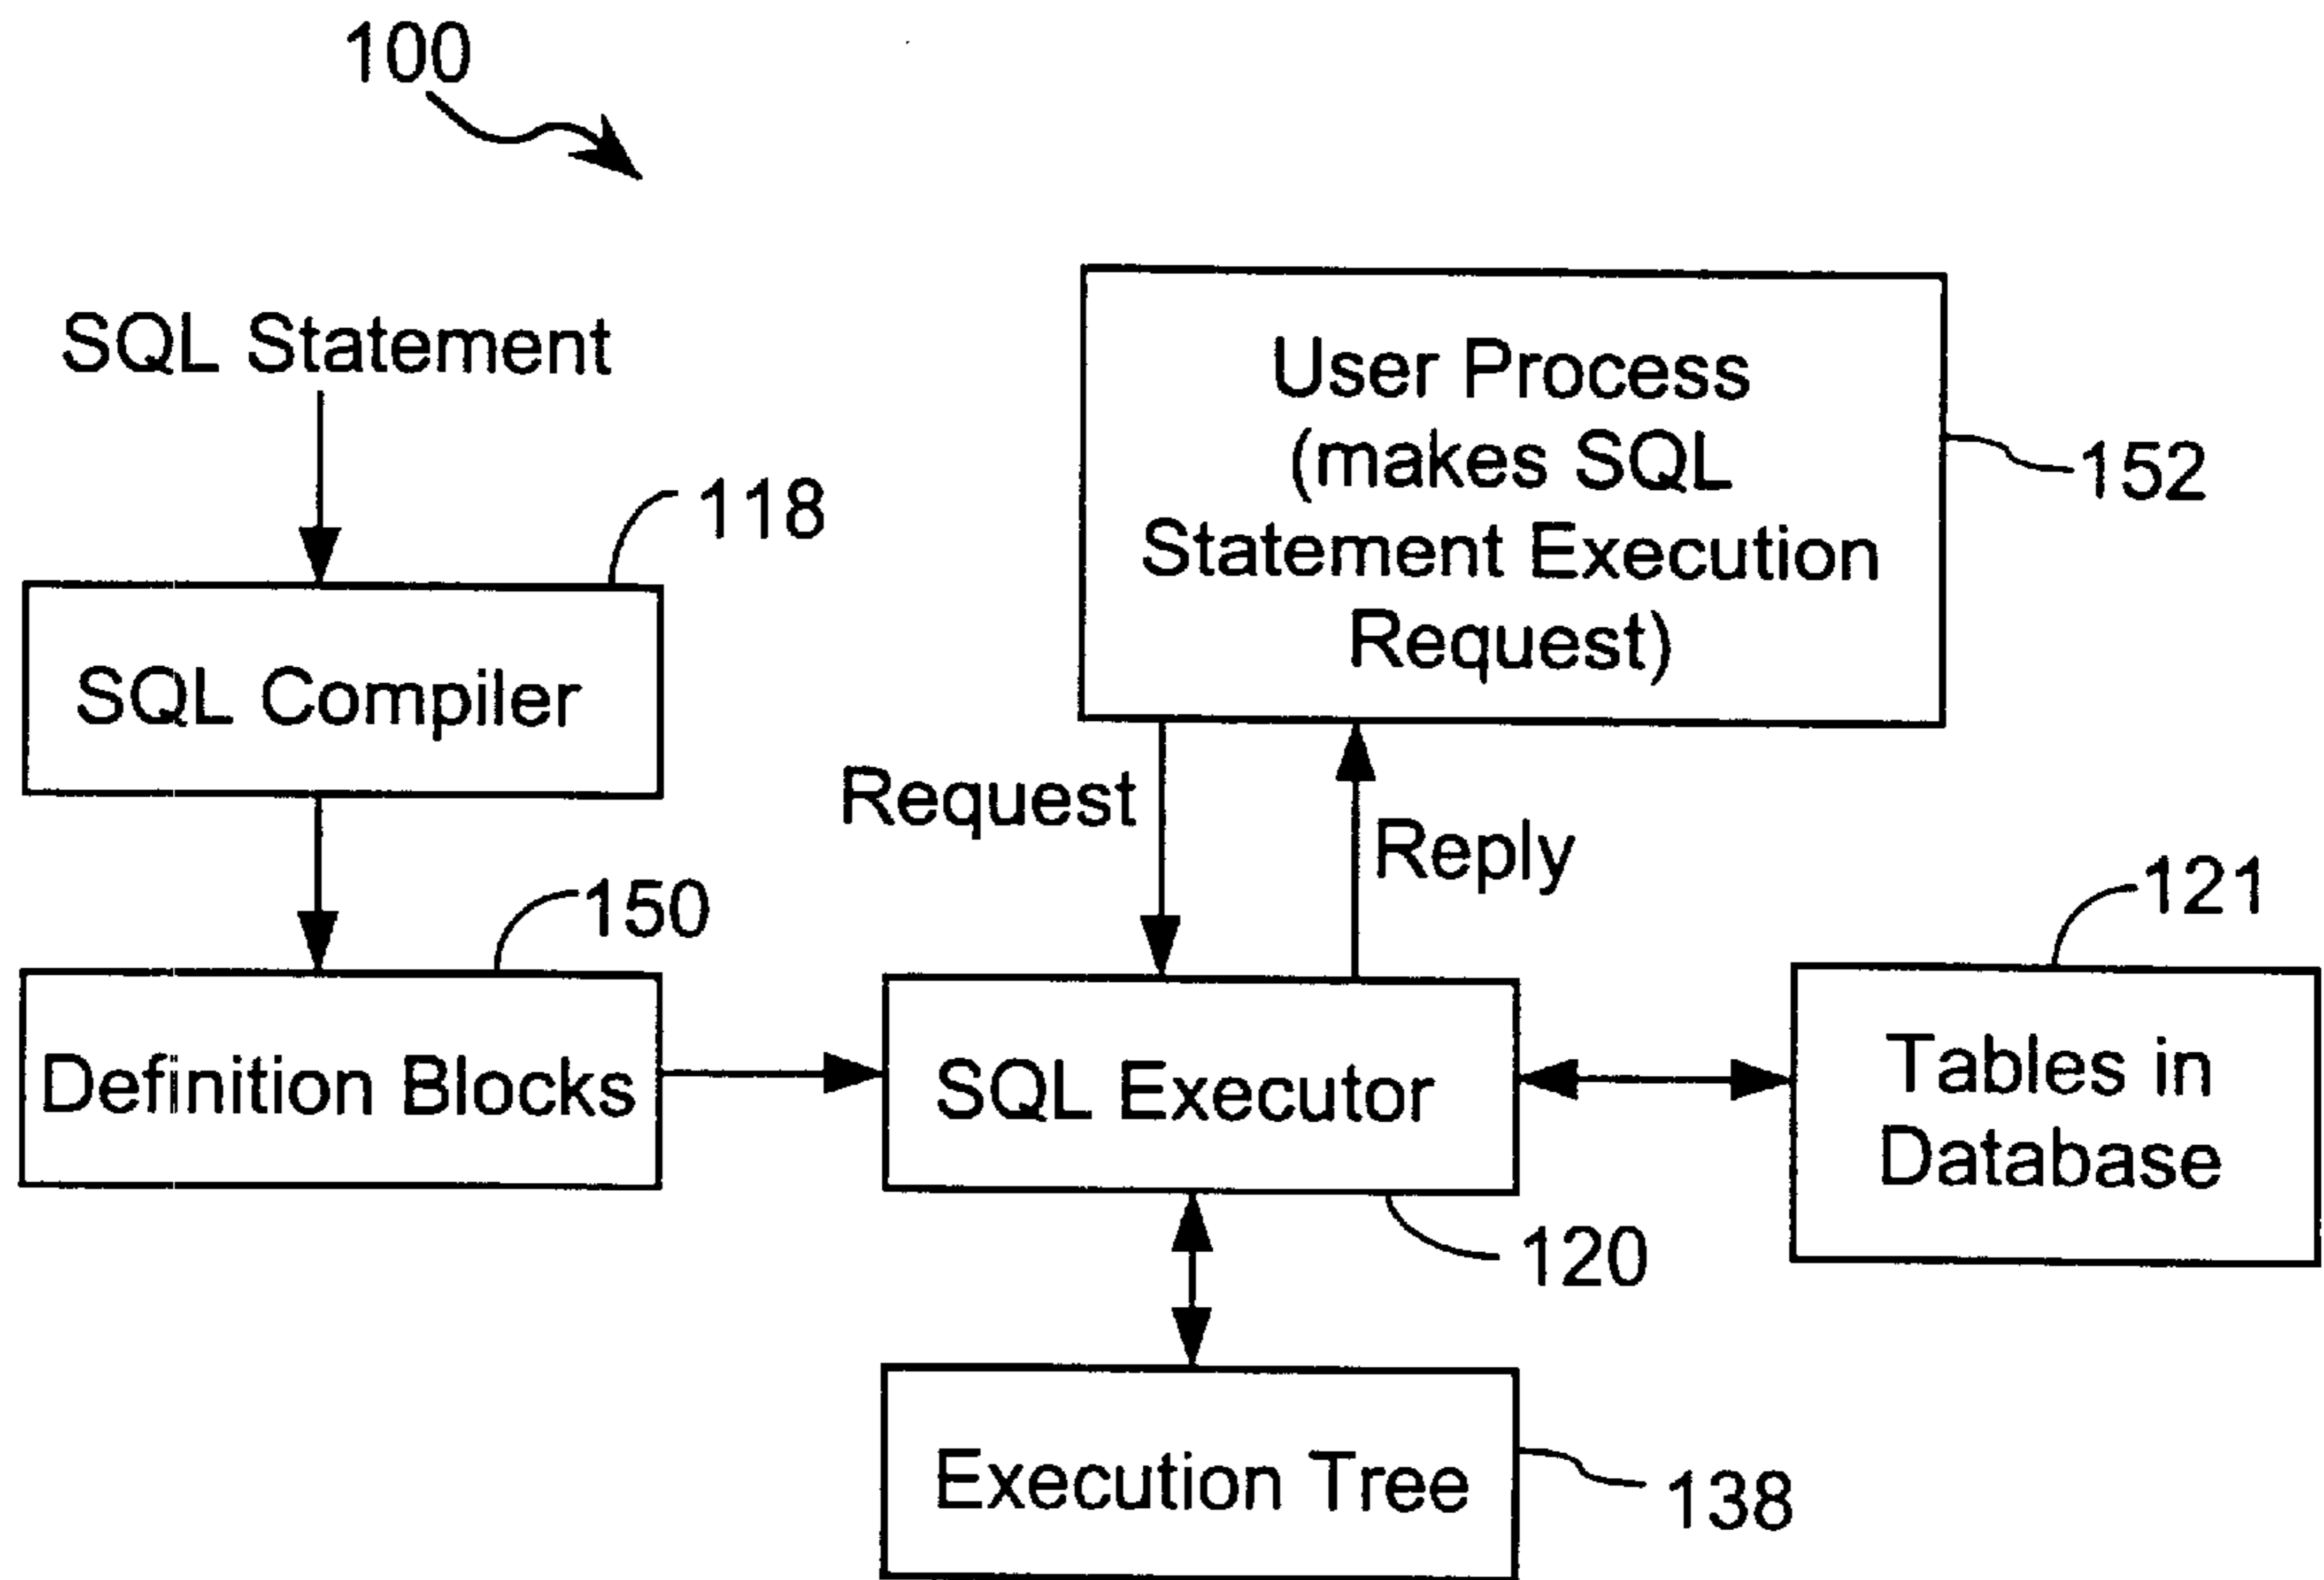 100
SQL Statement
118
SQL Compiler
150
Definition Blocks
User Process
(makes SQL
Statement Execution
Request)
152
Request
Reply
SQL Executor
120
121
Tables in
Database
Execution Tree
138